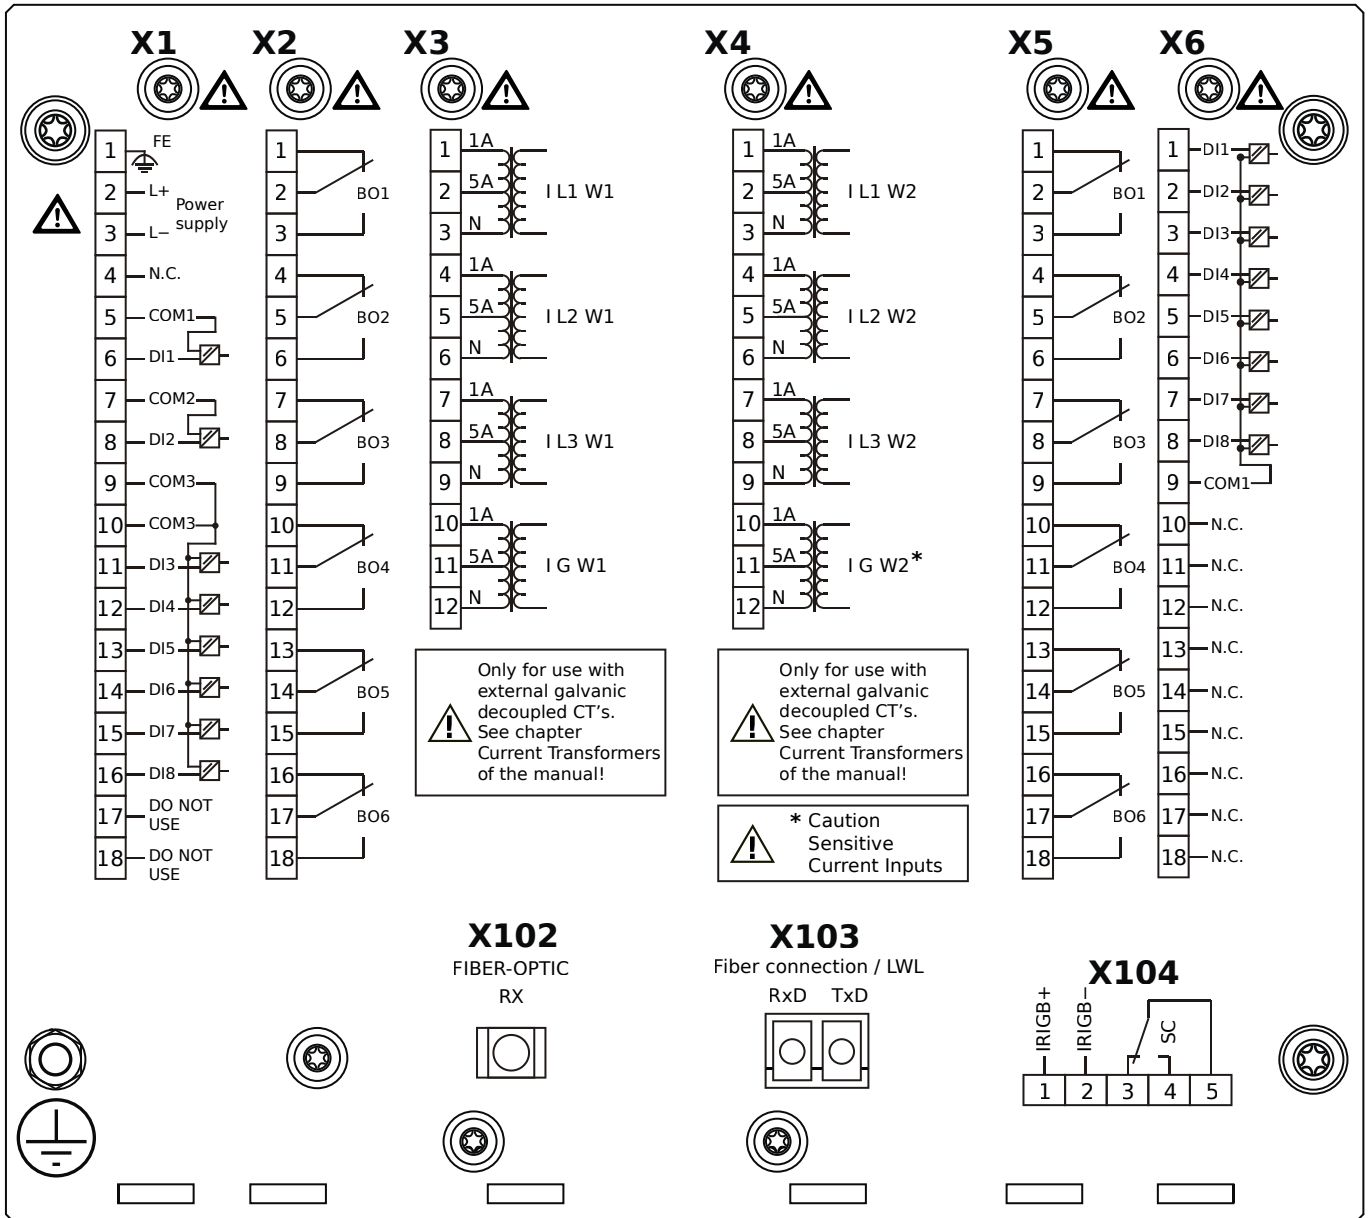 X1
X2
X3
X4
X5
X6
1
FE
2
L+
Power
supply
3
L−
4
N.C.
5
COM1
6
DI1
7
COM2
8
DI2
9
COM3
10
COM3
11
DI3
12
DI4
13
DI5
14
DI6
15
DI7
16
DI8
17
DO NOT
USE
18
DO NOT
USE
1
2
BO1
3
4
5
BO2
6
7
8
BO3
9
10
11
BO4
12
13
14
BO5
15
16
17
BO6
18
1
1A
2
5A
I L1 W1
3
N
4
1A
5
5A
I L2 W1
6
N
7
1A
8
5A
I L3 W1
9
N
10
1A
11
5A
I G W1
12
N
Only for use with
external galvanic
decoupled CT's.
See chapter
Current Transformers
of the manual!
1
1A
2
5A
I L1 W2
3
N
4
1A
5
5A
I L2 W2
6
N
7
1A
8
5A
I L3 W2
9
N
10
1A
11
5A
I G W2*
12
N
Only for use with
external galvanic
decoupled CT's.
See chapter
Current Transformers
of the manual!
* Caution
Sensitive
Current Inputs
1
2
BO1
3
4
5
BO2
6
7
8
BO3
9
10
11
BO4
12
13
14
BO5
15
16
17
BO6
18
1
DI1
2
DI2
3
DI3
4
DI4
5
DI5
6
DI6
7
DI7
8
DI8
9
COM1
10
N.C.
11
N.C.
12
N.C.
13
N.C.
14
N.C.
15
N.C.
16
N.C.
17
N.C.
18
N.C.
X102
FIBER-OPTIC
RX
X103
Fiber connection / LWL
RxD TxD
X104
IRIGB+
IRIGB−
SC
1 2 3 4 5